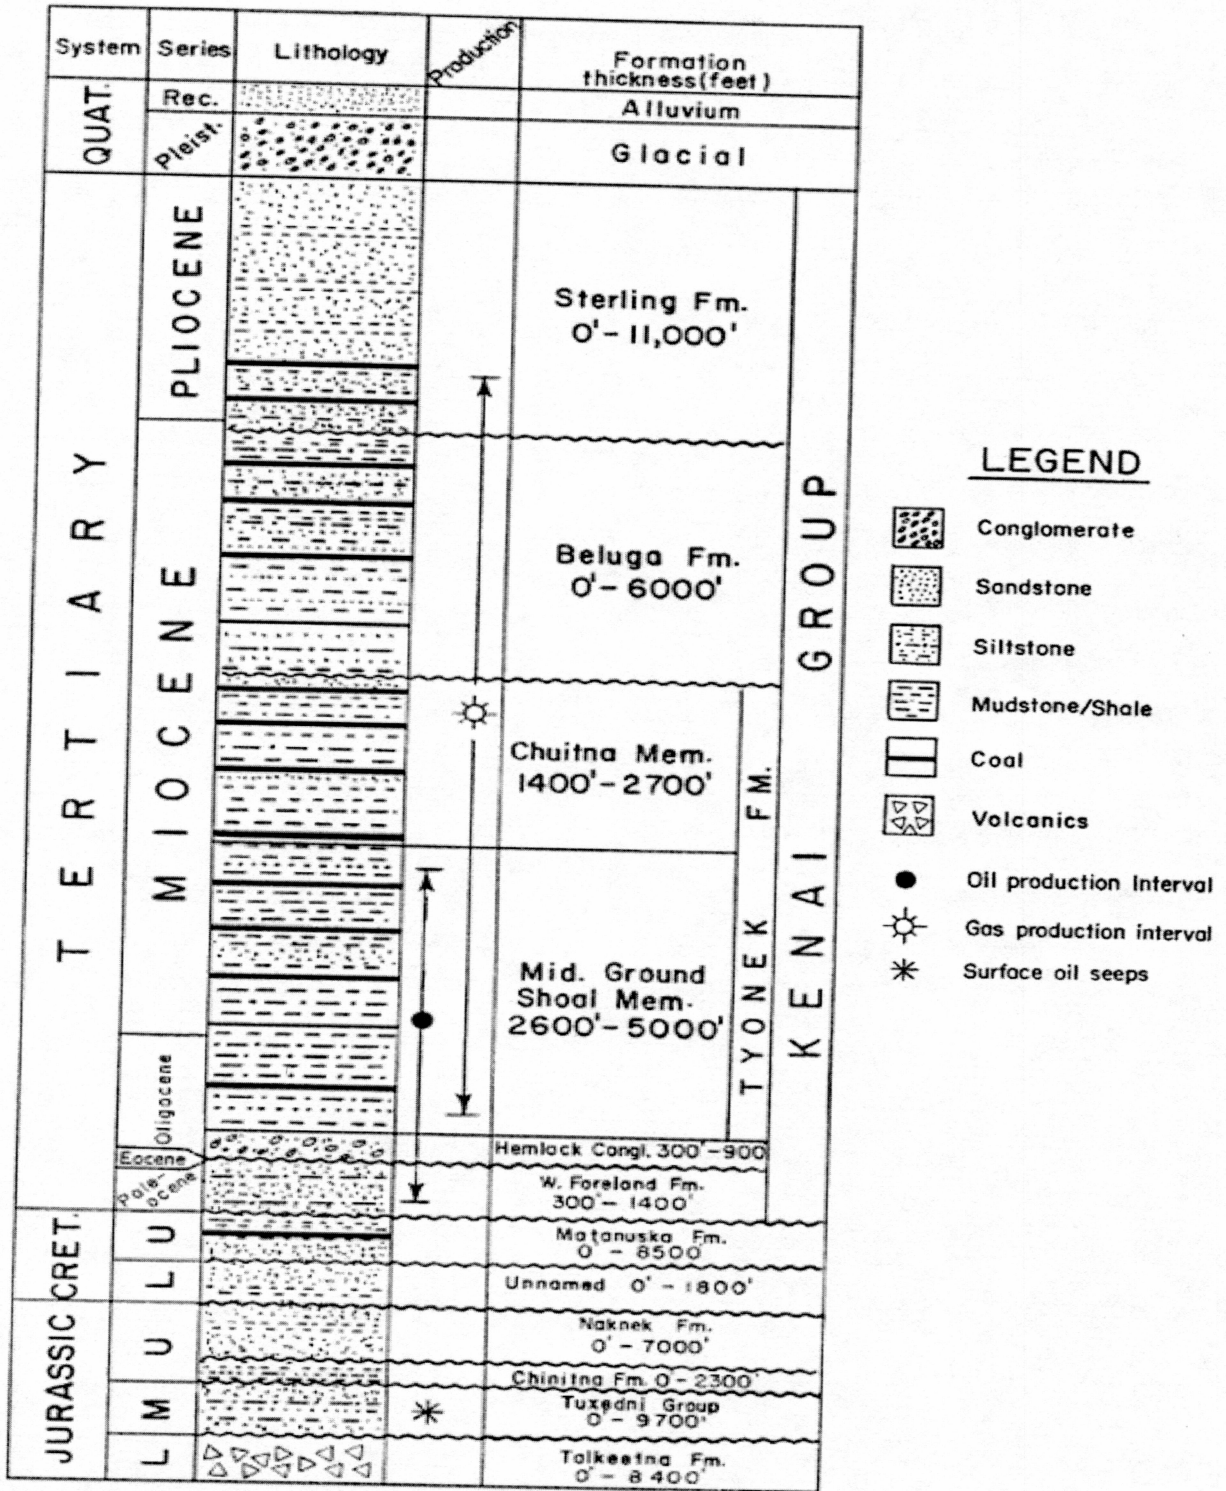 System Series Lithology Production Formation
thickness(feet)
QUAT.
Rec.
Alluvium
Pleist.
Glacial
TERTIARY
PLIOCENE
Sterling Fm.
0'-11,000'
MIOCENE
Beluga Fm.
0'-6000'
Chuitna Mem.
1400'-2700'
Mid. Ground
Shoal Mem.
2600'-5000'
TYONEK FM.
KENAI GROUP
Oligocene
Hemlock Congl. 300'-900
Eocene
Pale-
ocene
W. Foreland Fm.
300'-1400'
CRET.
U
Matanuska Fm.
0'-8500'
L
Unnamed 0'-1800'
JURASSIC
U
Naknek Fm.
0'-7000'
Chinitna Fm. 0'-2300'
M
Tuxedni Group
0'-9700'
L
Talkeetna Fm.
0'-8400'
LEGEND
Conglomerate
Sandstone
Siltstone
Mudstone/Shale
Coal
Volcanics
Oil production interval
Gas production interval
Surface oil seeps